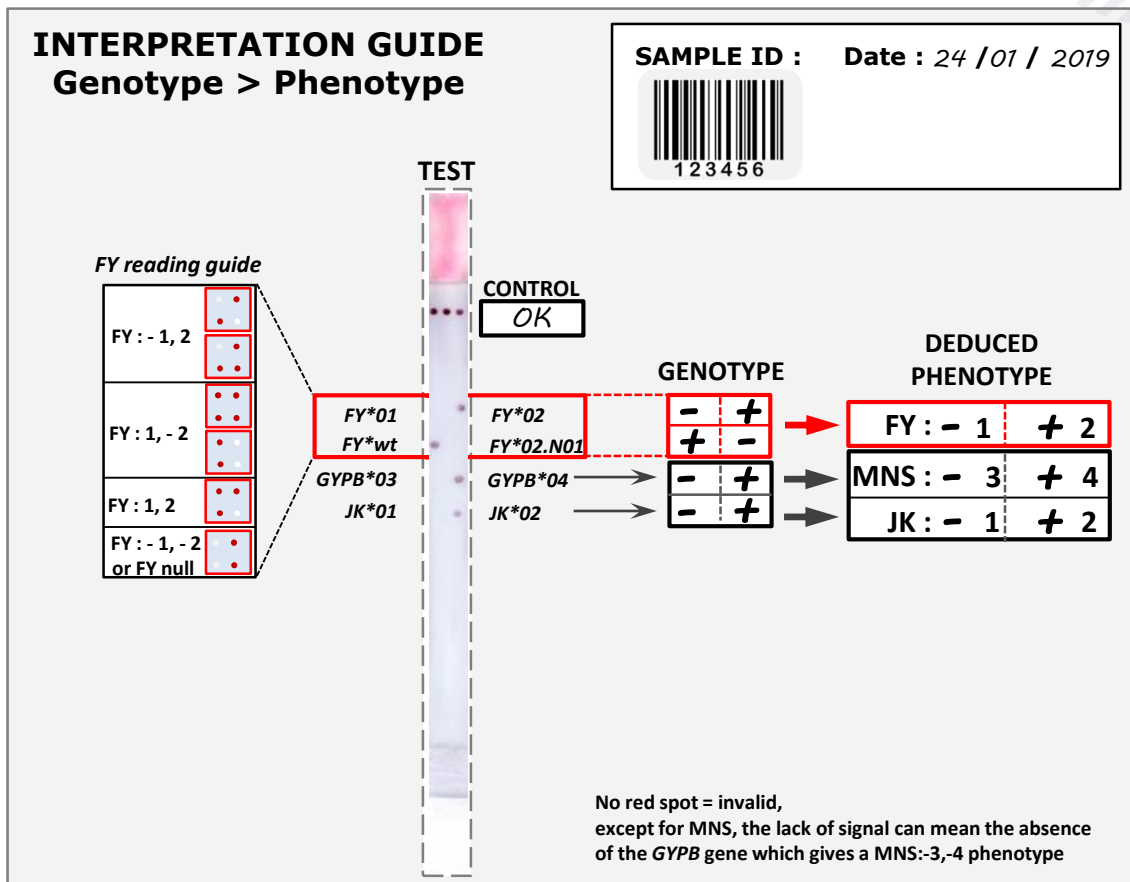 INTERPRETATION GUIDE
Genotype > Phenotype
SAMPLE ID : Date : 24 /01 / 2019
123456
TEST
FY reading guide
CONTROL
OK
FY : - 1, 2
FY : 1, - 2
FY : 1, 2
FY : - 1, - 2
or FY null
GENOTYPE
DEDUCED
PHENOTYPE
FY*01 FY*02 - +
FY*wt FY*02.N01 + -
FY : - 1 + 2
GYPB*03 GYPB*04 - + MNS : - 3 + 4
JK*01 JK*02 - + JK : - 1 + 2
No red spot = invalid,
except for MNS, the lack of signal can mean the absence
of the GYPB gene which gives a MNS:-3,-4 phenotype